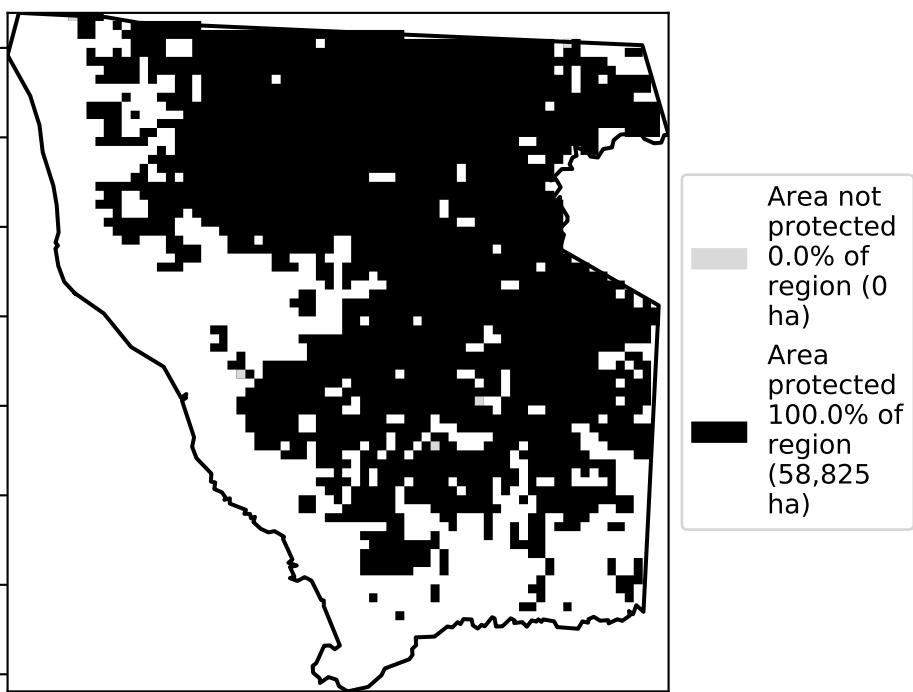 Area not
protected
0.0% of
region (0
ha)
Area
protected
100.0% of
region
(58,825
ha)